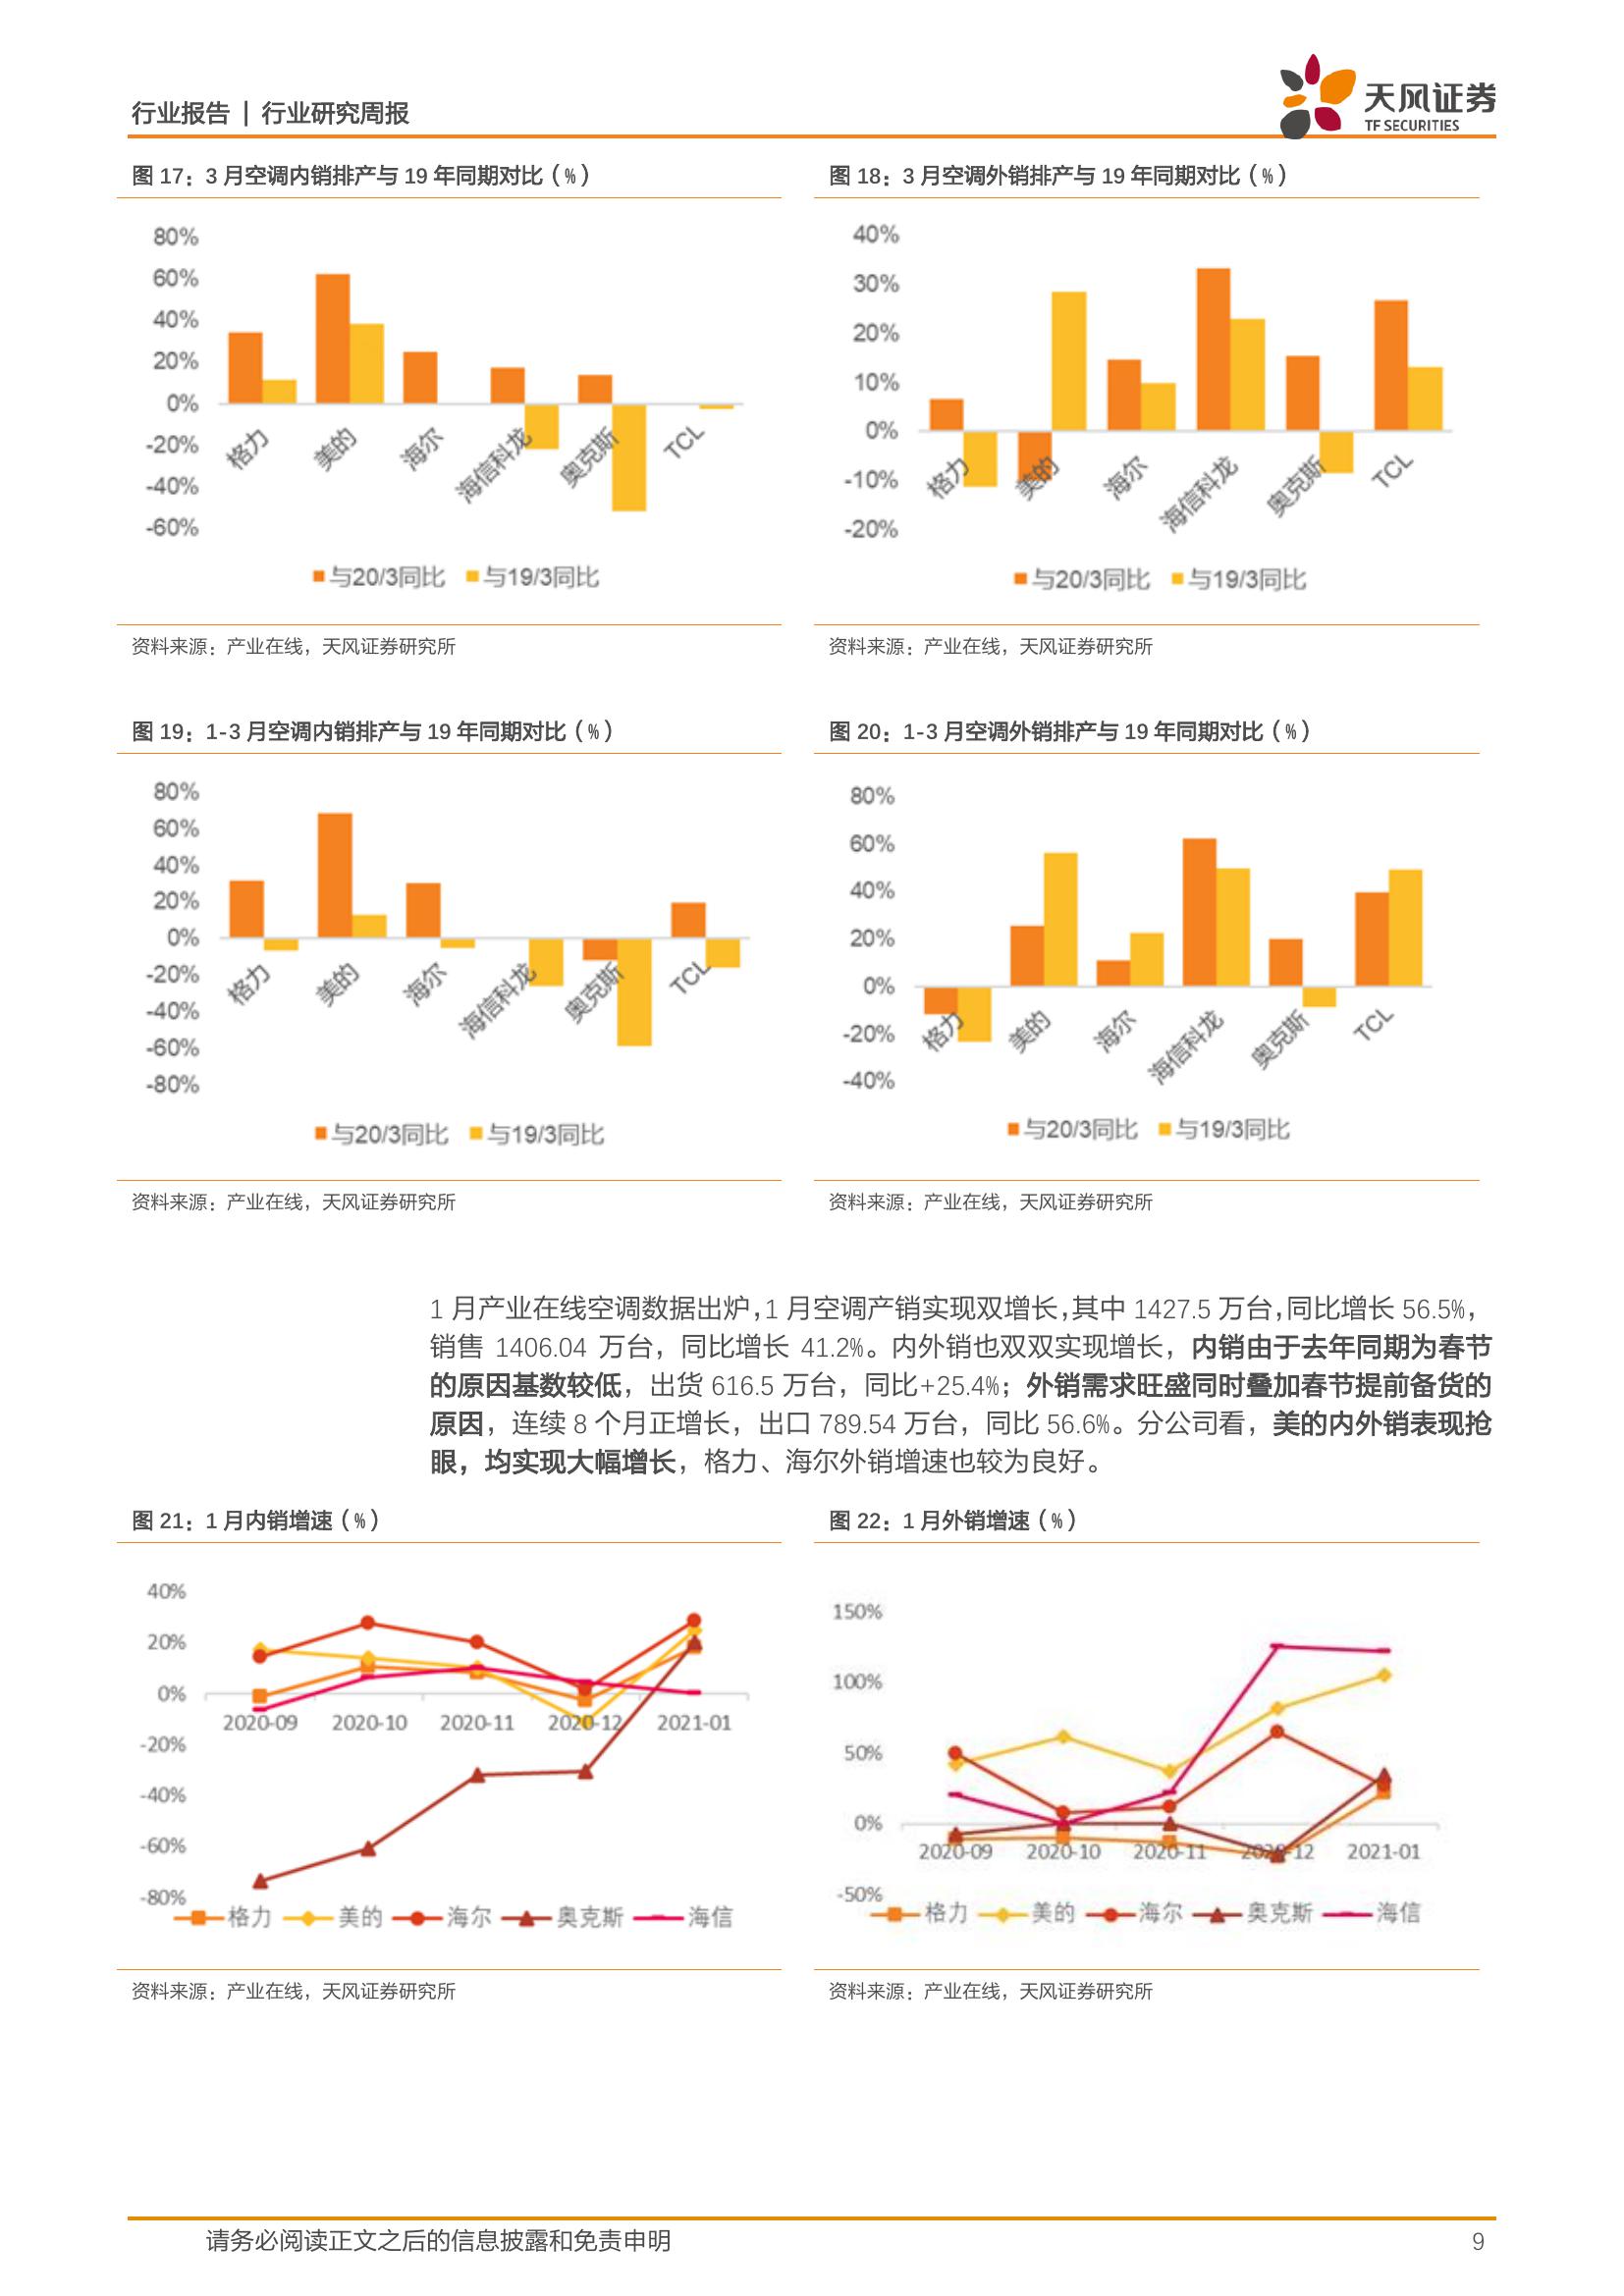 行业报告 | 行业研究周报
天风证券
TF SECURITIES
图 17：3 月空调内销排产与 19 年同期对比（%）
80%
60%
40%
20%
0%
-20%
-40%
-60%
格力 美的 海尔 海信科龙 奥克斯 TCL
与20/3同比 与19/3同比
资料来源：产业在线，天风证券研究所
图 18：3 月空调外销排产与 19 年同期对比（%）
40%
30%
20%
10%
0%
-10%
-20%
格力 美的 海尔 海信科龙 奥克斯 TCL
与20/3同比 与19/3同比
资料来源：产业在线，天风证券研究所
图 19：1-3 月空调内销排产与 19 年同期对比（%）
80%
60%
40%
20%
0%
-20%
-40%
-60%
-80%
格力 美的 海尔 海信科龙 奥克斯 TCL
与20/3同比 与19/3同比
资料来源：产业在线，天风证券研究所
图 20：1-3 月空调外销排产与 19 年同期对比（%）
80%
60%
40%
20%
0%
-20%
-40%
格力 美的 海尔 海信科龙 奥克斯 TCL
与20/3同比 与19/3同比
资料来源：产业在线，天风证券研究所
1 月产业在线空调数据出炉，1 月空调产销实现双增长，其中 1427.5 万台，同比增长 56.5%，
销售 1406.04 万台，同比增长 41.2%。内外销也双双实现增长，内销由于去年同期为春节
的原因基数较低，出货 616.5 万台，同比+25.4%；外销需求旺盛同时叠加春节提前备货的
原因，连续 8 个月正增长，出口 789.54 万台，同比 56.6%。分公司看，美的内外销表现抢
眼，均实现大幅增长，格力、海尔外销增速也较为良好。
图 21：1 月内销增速（%）
40%
20%
0%
-20%
-40%
-60%
-80%
2020-09 2020-10 2020-11 2020-12 2021-01
格力 美的 海尔 奥克斯 海信
资料来源：产业在线，天风证券研究所
图 22：1 月外销增速（%）
150%
100%
50%
0%
-50%
2020-09 2020-10 2020-11 2020-12 2021-01
格力 美的 海尔 奥克斯 海信
资料来源：产业在线，天风证券研究所
请务必阅读正文之后的信息披露和免责申明
9